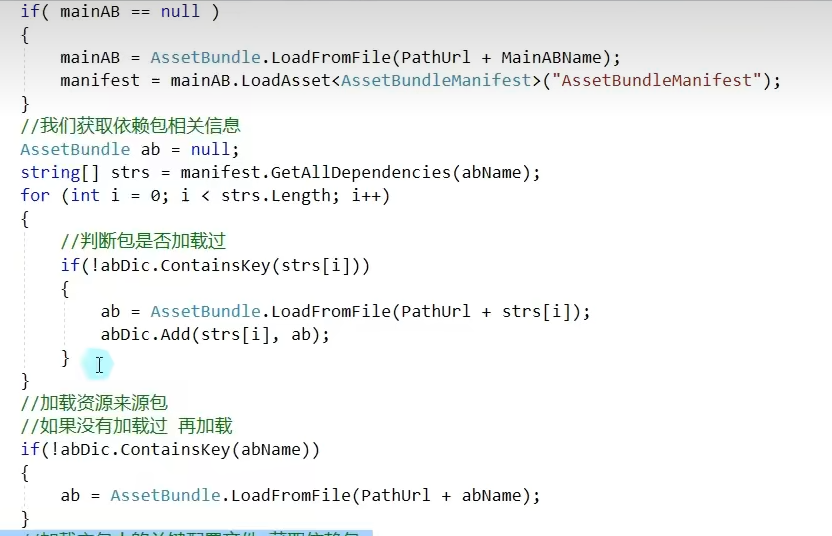 if( mainAB == null )
{
mainAB = AssetBundle.LoadFromFile(PathUrl + MainABName);
manifest = mainAB.LoadAsset<AssetBundleManifest>("AssetBundleManifest");
}
//我们获取依赖包相关信息
AssetBundle ab = null;
string[] strs = manifest.GetAllDependencies(abName);
for (int i = 0; i < strs.Length; i++)
{
//判断包是否加载过
if(!abDic.ContainsKey(strs[i]))
{
ab = AssetBundle.LoadFromFile(PathUrl + strs[i]);
abDic.Add(strs[i], ab);
}
}
//加载资源来源包
//如果没有加载过 再加载
if(!abDic.ContainsKey(abName))
{
ab = AssetBundle.LoadFromFile(PathUrl + abName);
}